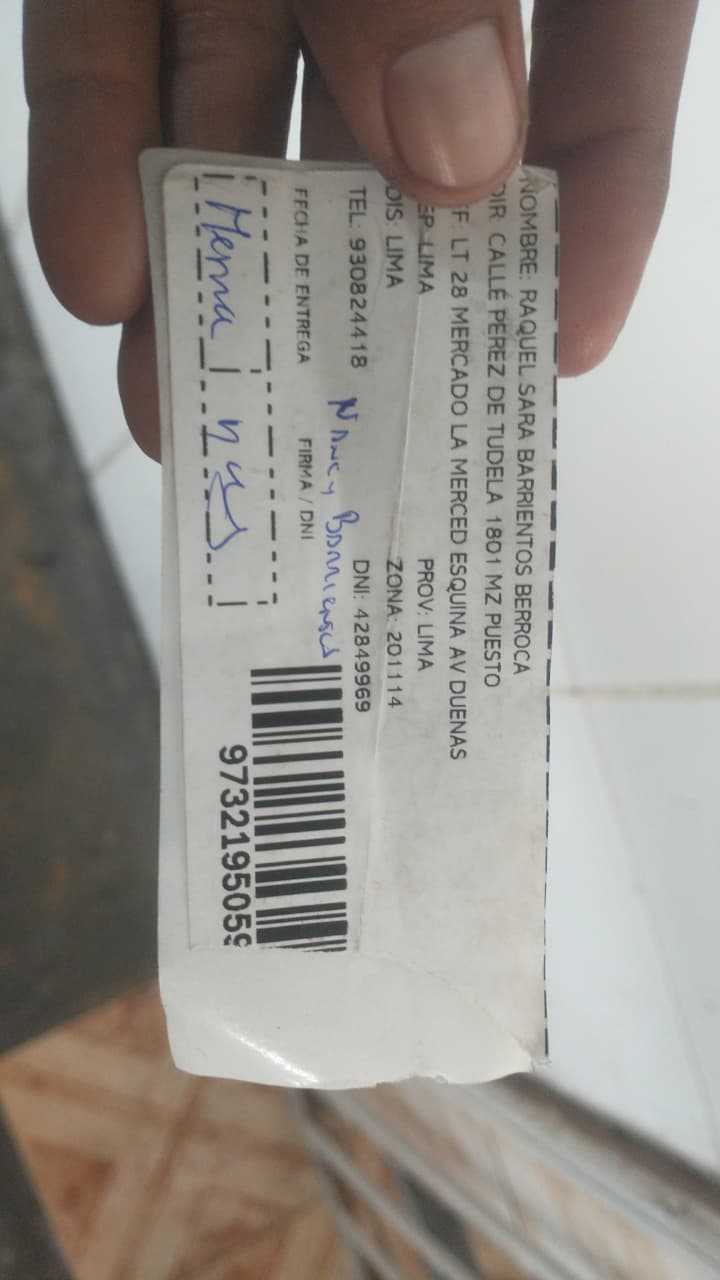 NOMBRE: RAQUEL SARA BARRIENTOS BERROCA
DIR: CALLE PEREZ DE TUDELA 1801 MZ PUESTO
F: LT 28 MERCADO LA MERCED ESQUINA AV DUENAS
EP: LIMA PROV: LIMA
DIS: LIMA ZONA: 201114
TEL: 930824418 DNI: 42849969
Nancy Barrientos
FECHA DE ENTREGA FIRMA / DNI
9732195059